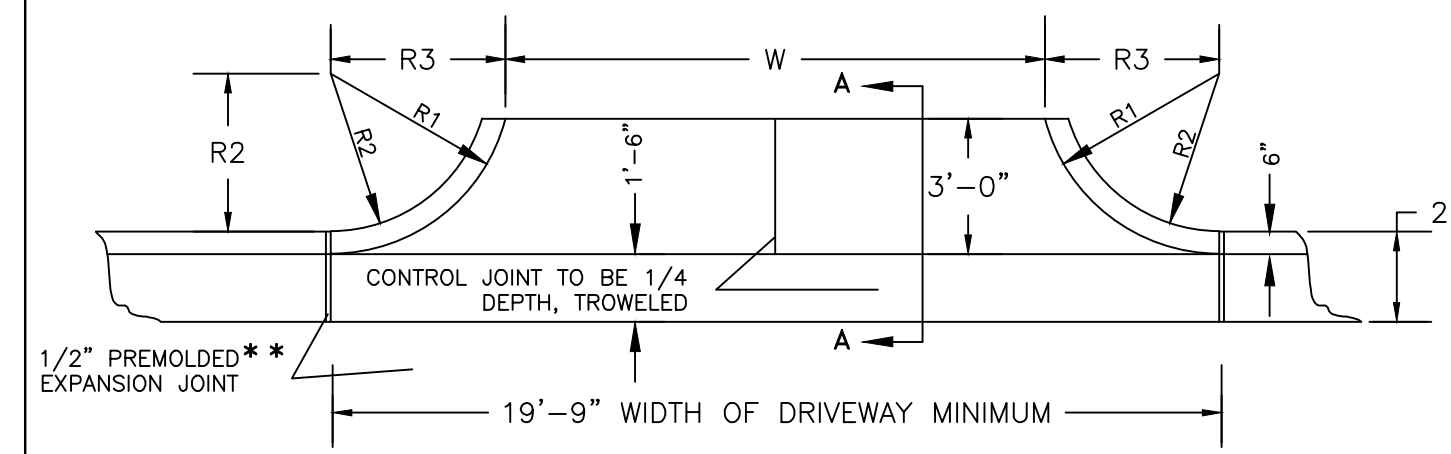 R3
W
R3
A
R1
R2
R2
1'-6"
3'-0"
R1
R2
6"
2
CONTROL JOINT TO BE 1/4
DEPTH, TROWELED
A
1/2" PREMOLDED**
EXPANSION JOINT
19'-9" WIDTH OF DRIVEWAY MINIMUM